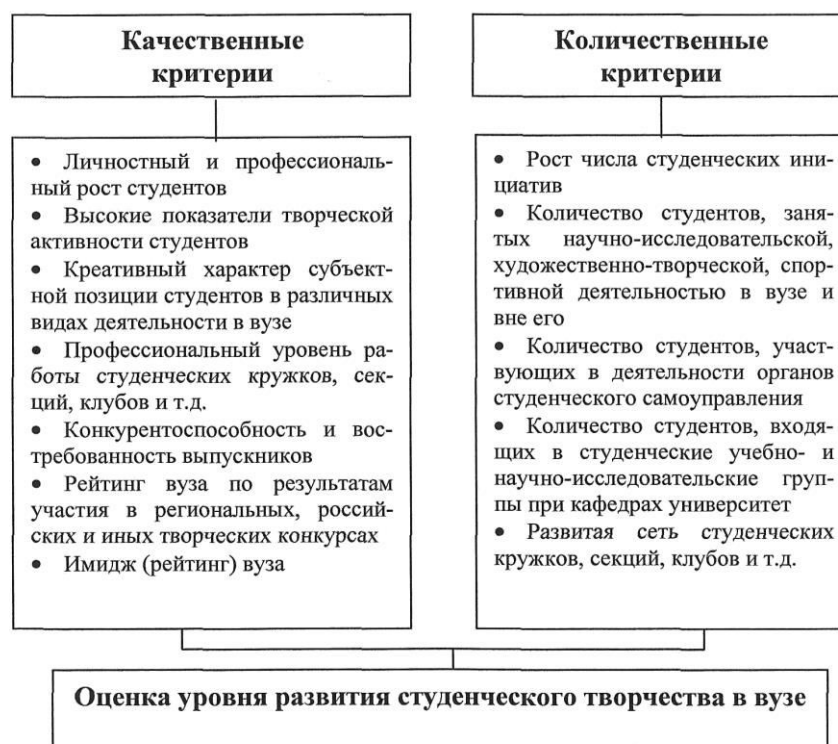 Качественные
критерии
• Личностный и профессиональ-
ный рост студентов
• Высокие показатели творческой
активности студентов
• Креативный характер субъект-
ной позиции студентов в различных
видах деятельности в вузе
• Профессиональный уровень ра-
боты студенческих кружков, сек-
ций, клубов и т.д.
• Конкурентоспособность и вос-
требованность выпускников
• Рейтинг вуза по результатам
участия в региональных, россий-
ских и иных творческих конкурсах
• Имидж (рейтинг) вуза
Количественные
критерии
• Рост числа студенческих ини-
циатив
• Количество студентов, заня-
тых научно-исследовательской,
художественно-творческой, спор-
тивной деятельностью в вузе и
вне его
• Количество студентов, участ-
вующих в деятельности органов
студенческого самоуправления
• Количество студентов, входя-
щих в студенческие учебно- и
научно-исследовательские груп-
пы при кафедрах университет
• Развитая сеть студенческих
кружков, секций, клубов и т.д.
Оценка уровня развития студенческого творчества в вузе